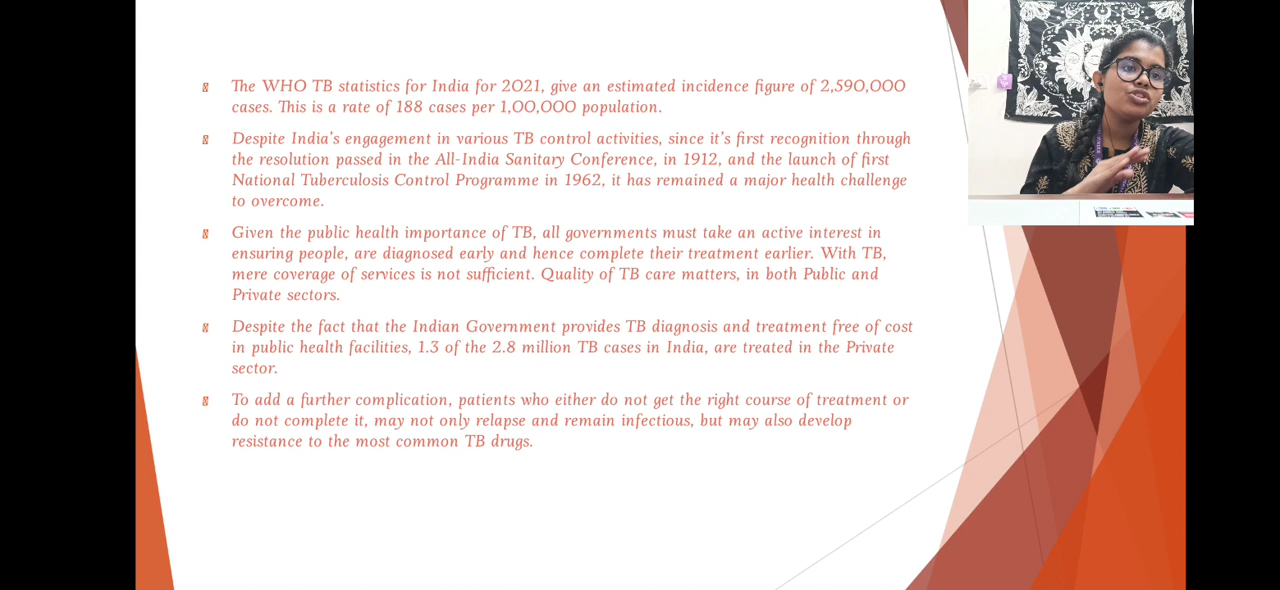 The WHO TB statistics for India for 2021, give an estimated incidence figure of 2,590,000
cases. This is a rate of 188 cases per 1,00,000 population.
Despite India's engagement in various TB control activities, since it's first recognition through
the resolution passed in the All-India Sanitary Conference, in 1912, and the launch of first
National Tuberculosis Control Programme in 1962, it has remained a major health challenge
to overcome.
Given the public health importance of TB, all governments must take an active interest in
ensuring people, are diagnosed early and hence complete their treatment earlier. With TB,
mere coverage of services is not sufficient. Quality of TB care matters, in both Public and
Private sectors.
Despite the fact that the Indian Government provides TB diagnosis and treatment free of cost
in public health facilities, 1.3 of the 2.8 million TB cases in India, are treated in the Private
sector.
To add a further complication, patients who either do not get the right course of treatment or
do not complete it, may not only relapse and remain infectious, but may also develop
resistance to the most common TB drugs.